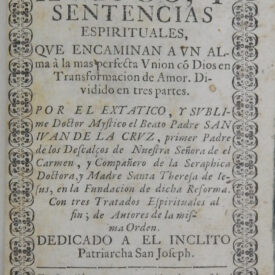 SENTENCIAS
ESPIRITUALES,
QVE ENCAMINAN A VN AL-
ma à la mas perfecta Vnion cõ Dios en
Transformacion de Amor. Di-
vidido en tres partes.
POR EL EXTATICO, Y SVBLI-
me Doctor Mystico el Beato Padre SAN
IVAN DE LA CRVZ, primer Padre
de los Descalços de Nuestra Señora de el
Carmen, y Compañero de la Seraphica
Doctora, y Madre Santa Theresa de Ie-
sus, en la Fundacion de dicha Reforma.
Con tres Tratados Espirituales al
fin; de Autores de la mis-
ma Orden.
DEDICADO A EL INCLITO
Patriarcha San Joseph.